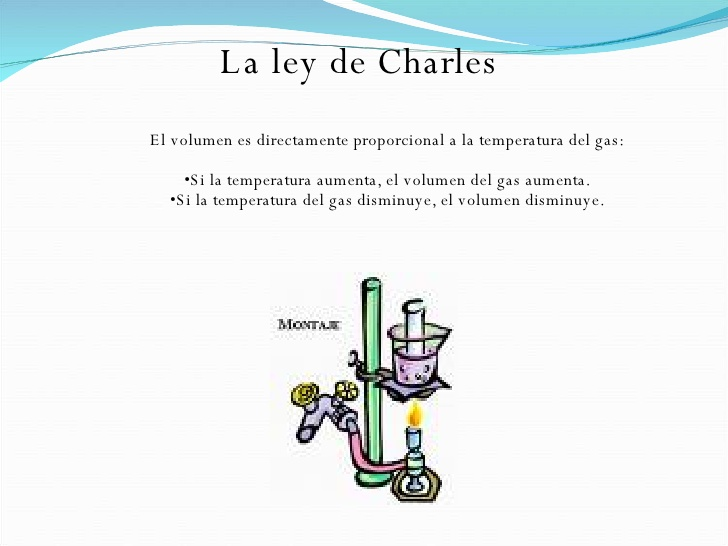 La ley de Charles
El volumen es directamente proporcional a la temperatura del gas:
•Si la temperatura aumenta, el volumen del gas aumenta.
•Si la temperatura del gas disminuye, el volumen disminuye.
MONTAJE